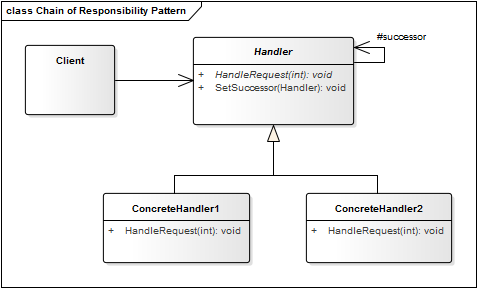 class Chain of Responsibility Pattern
Client
Handler
#successor
+ HandleRequest(int): void
+ SetSuccessor(Handler): void
ConcreteHandler1
+ HandleRequest(int): void
ConcreteHandler2
+ HandleRequest(int): void